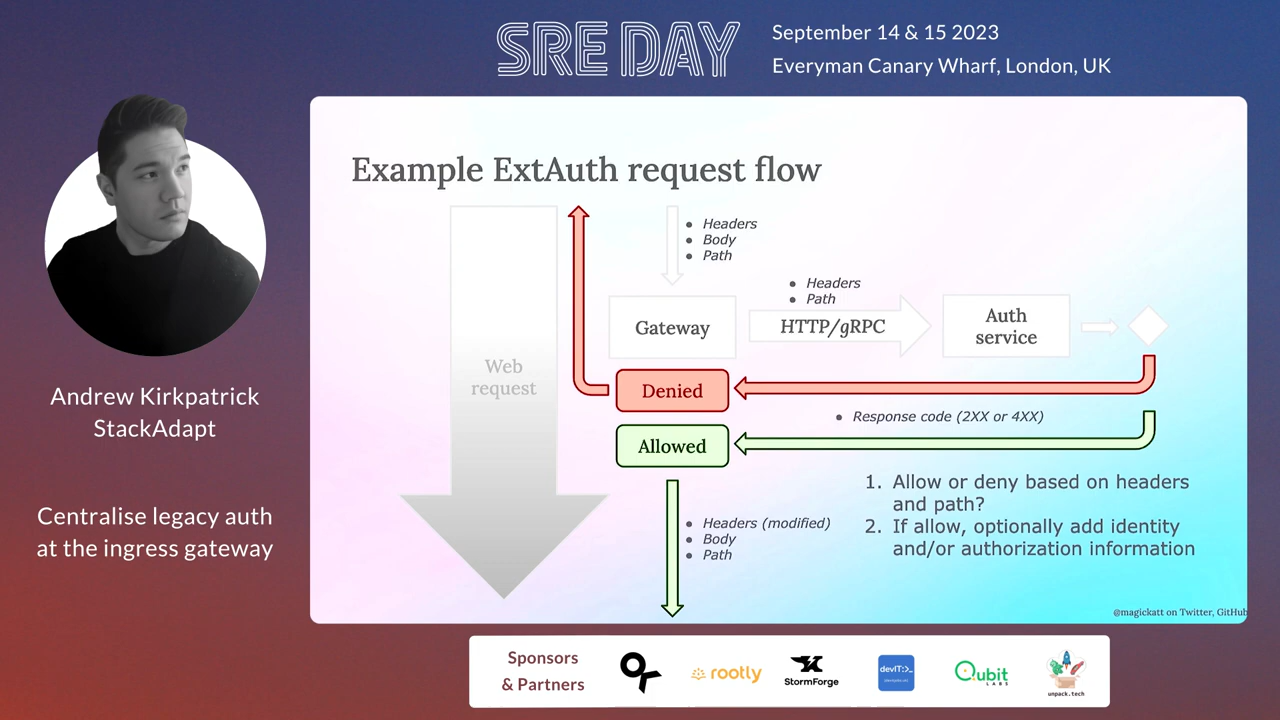 SRE DAY
September 14 & 15 2023
Everyman Canary Wharf, London, UK
Andrew Kirkpatrick
StackAdapt
Centralise legacy auth
at the ingress gateway
Example ExtAuth request flow
Web
request
● Headers
● Body
● Path
Gateway
● Headers
● Path
HTTP/gRPC
Auth
service
Denied
● Response code (2XX or 4XX)
Allowed
● Headers (modified)
● Body
● Path
1. Allow or deny based on headers
and path?
2. If allow, optionally add identity
and/or authorization information
@magickatt on Twitter, GitHub
Sponsors
& Partners
rootly
StormForge
devIT:>_
Qubit
LABS
unpack.tech